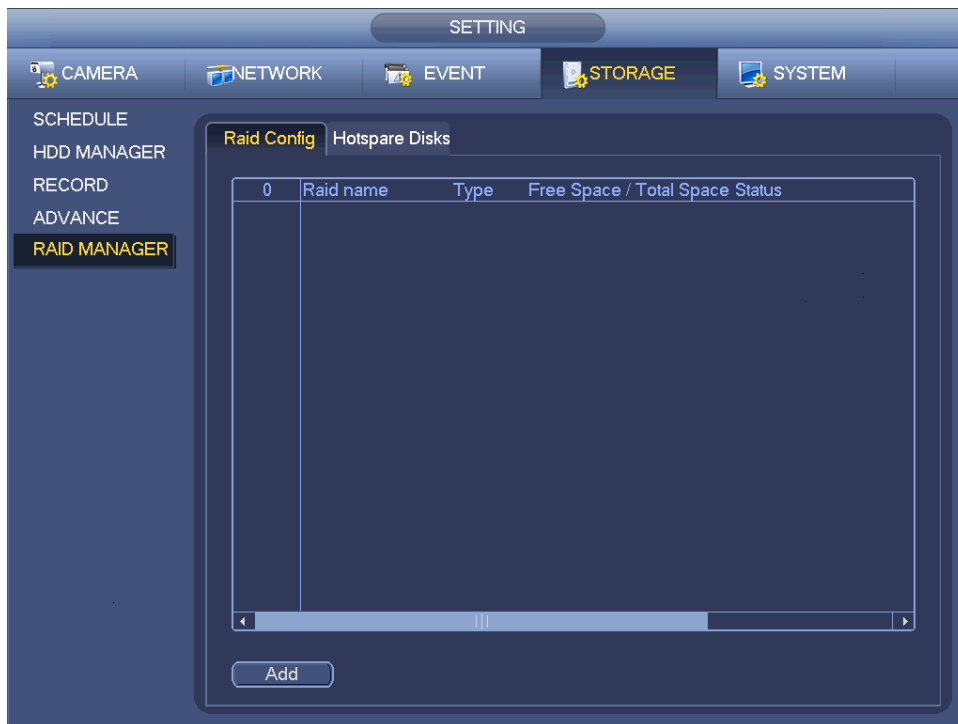 SETTING
CAMERA NETWORK EVENT STORAGE SYSTEM
SCHEDULE
HDD MANAGER
RECORD
ADVANCE
RAID MANAGER
Raid Config Hotspare Disks
0 Raid name Type Free Space / Total Space Status
Add